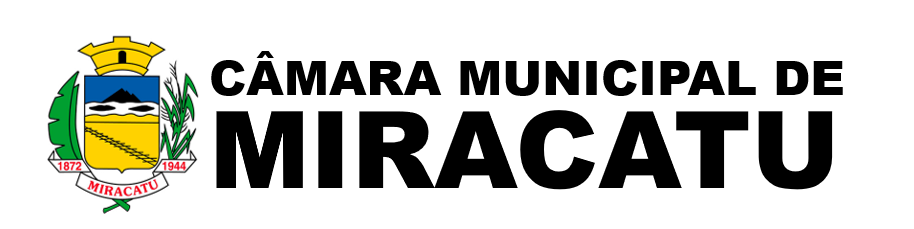 CÂMARA MUNICIPAL DE
MIRACATU
1872 1944
MIRACATU